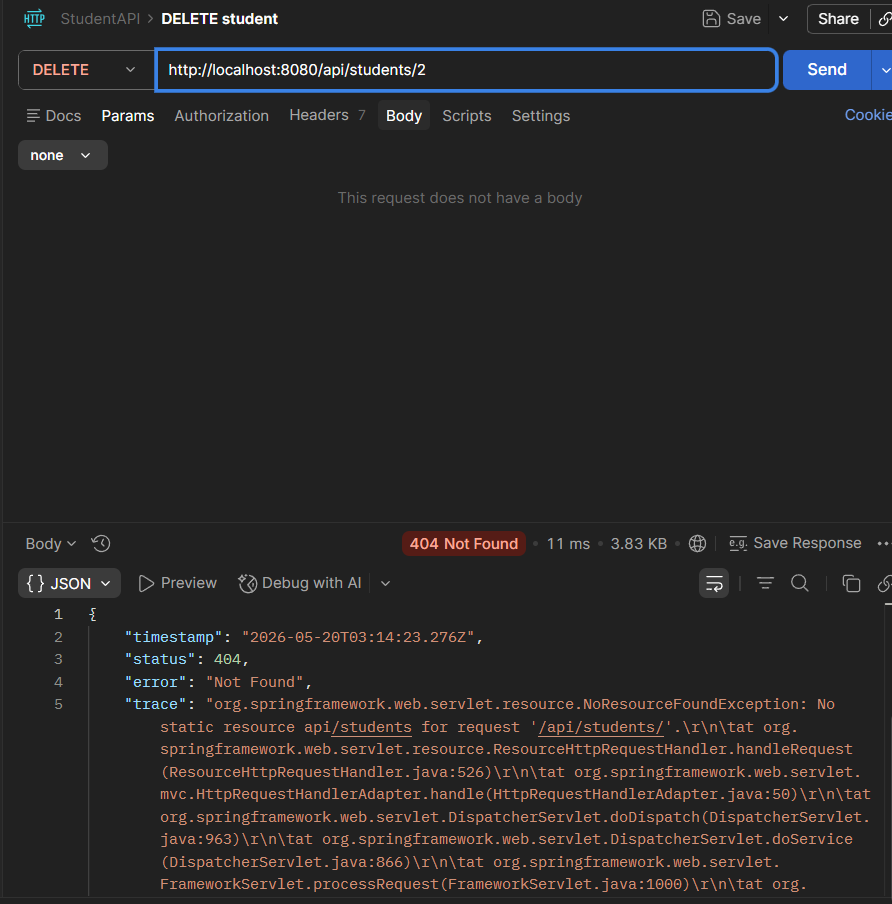 HTTP StudentAPI > DELETE student Save Share
DELETE http://localhost:8080/api/students/2 Send
Docs Params Authorization Headers 7 Body Scripts Settings Cookie
none
This request does not have a body
Body 404 Not Found • 11 ms • 3.83 KB • e.g. Save Response
{} JSON Preview Debug with AI
1 {
2 "timestamp": "2026-05-20T03:14:23.276Z",
3 "status": 404,
4 "error": "Not Found",
5 "trace": "org.springframework.web.servlet.resource.NoResourceFoundException: No
static resource api/students for request '/api/students/'.\r\n\tat org.
springframework.web.servlet.resource.ResourceHttpRequestHandler.handleRequest
(ResourceHttpRequestHandler.java:526)\r\n\tat org.springframework.web.servlet.
mvc.HttpRequestHandlerAdapter.handle(HttpRequestHandlerAdapter.java:50)\r\n\tat
org.springframework.web.servlet.DispatcherServlet.doDispatch(DispatcherServlet.
java:963)\r\n\tat org.springframework.web.servlet.DispatcherServlet.doService
(DispatcherServlet.java:866)\r\n\tat org.springframework.web.servlet.
FrameworkServlet.processRequest(FrameworkServlet.java:1000)\r\n\tat org.